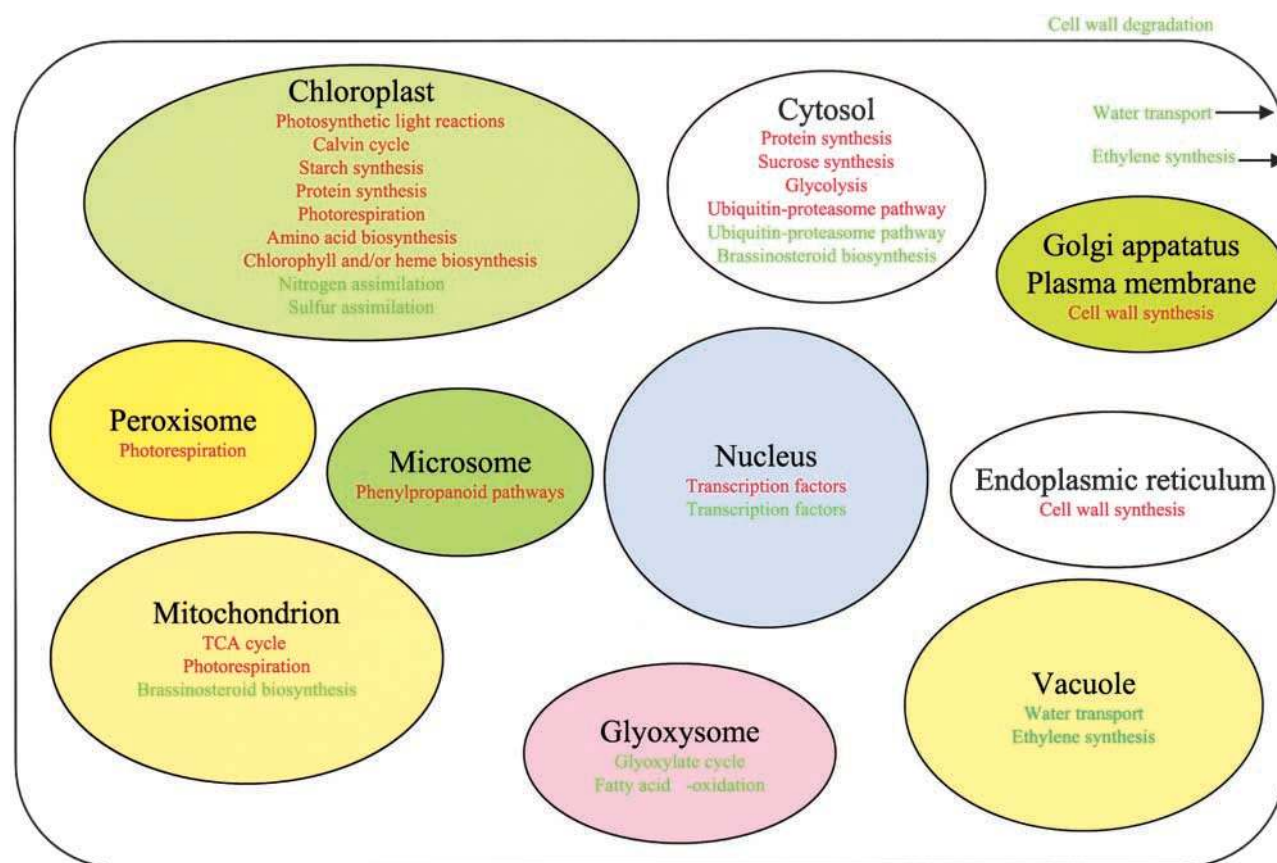 Cell wall degradation
Chloroplast
Photosynthetic light reactions
Calvin cycle
Starch synthesis
Protein synthesis
Photorespiration
Amino acid biosynthesis
Chlorophyll and/or heme biosynthesis
Nitrogen assimilation
Sulfur assimilation
Cytosol
Protein synthesis
Sucrose synthesis
Glycolysis
Ubiquitin-proteasome pathway
Ubiquitin-proteasome pathway
Brassinosteroid biosynthesis
Water transport
Ethylene synthesis
Golgi appatatus
Plasma membrane
Cell wall synthesis
Peroxisome
Photorespiration
Microsome
Phenylpropanoid pathways
Nucleus
Transcription factors
Transcription factors
Endoplasmic reticulum
Cell wall synthesis
Mitochondrion
TCA cycle
Photorespiration
Brassinosteroid biosynthesis
Glyoxysome
Glyoxylate cycle
Fatty acid -oxidation
Vacuole
Water transport
Ethylene synthesis